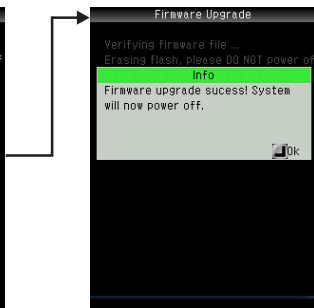 Firmware Upgrade
Verifying firmware file ...
Erasing flash, please DO NOT power of
Info
Firmware upgrade sucess! System
will now power off.
Ok